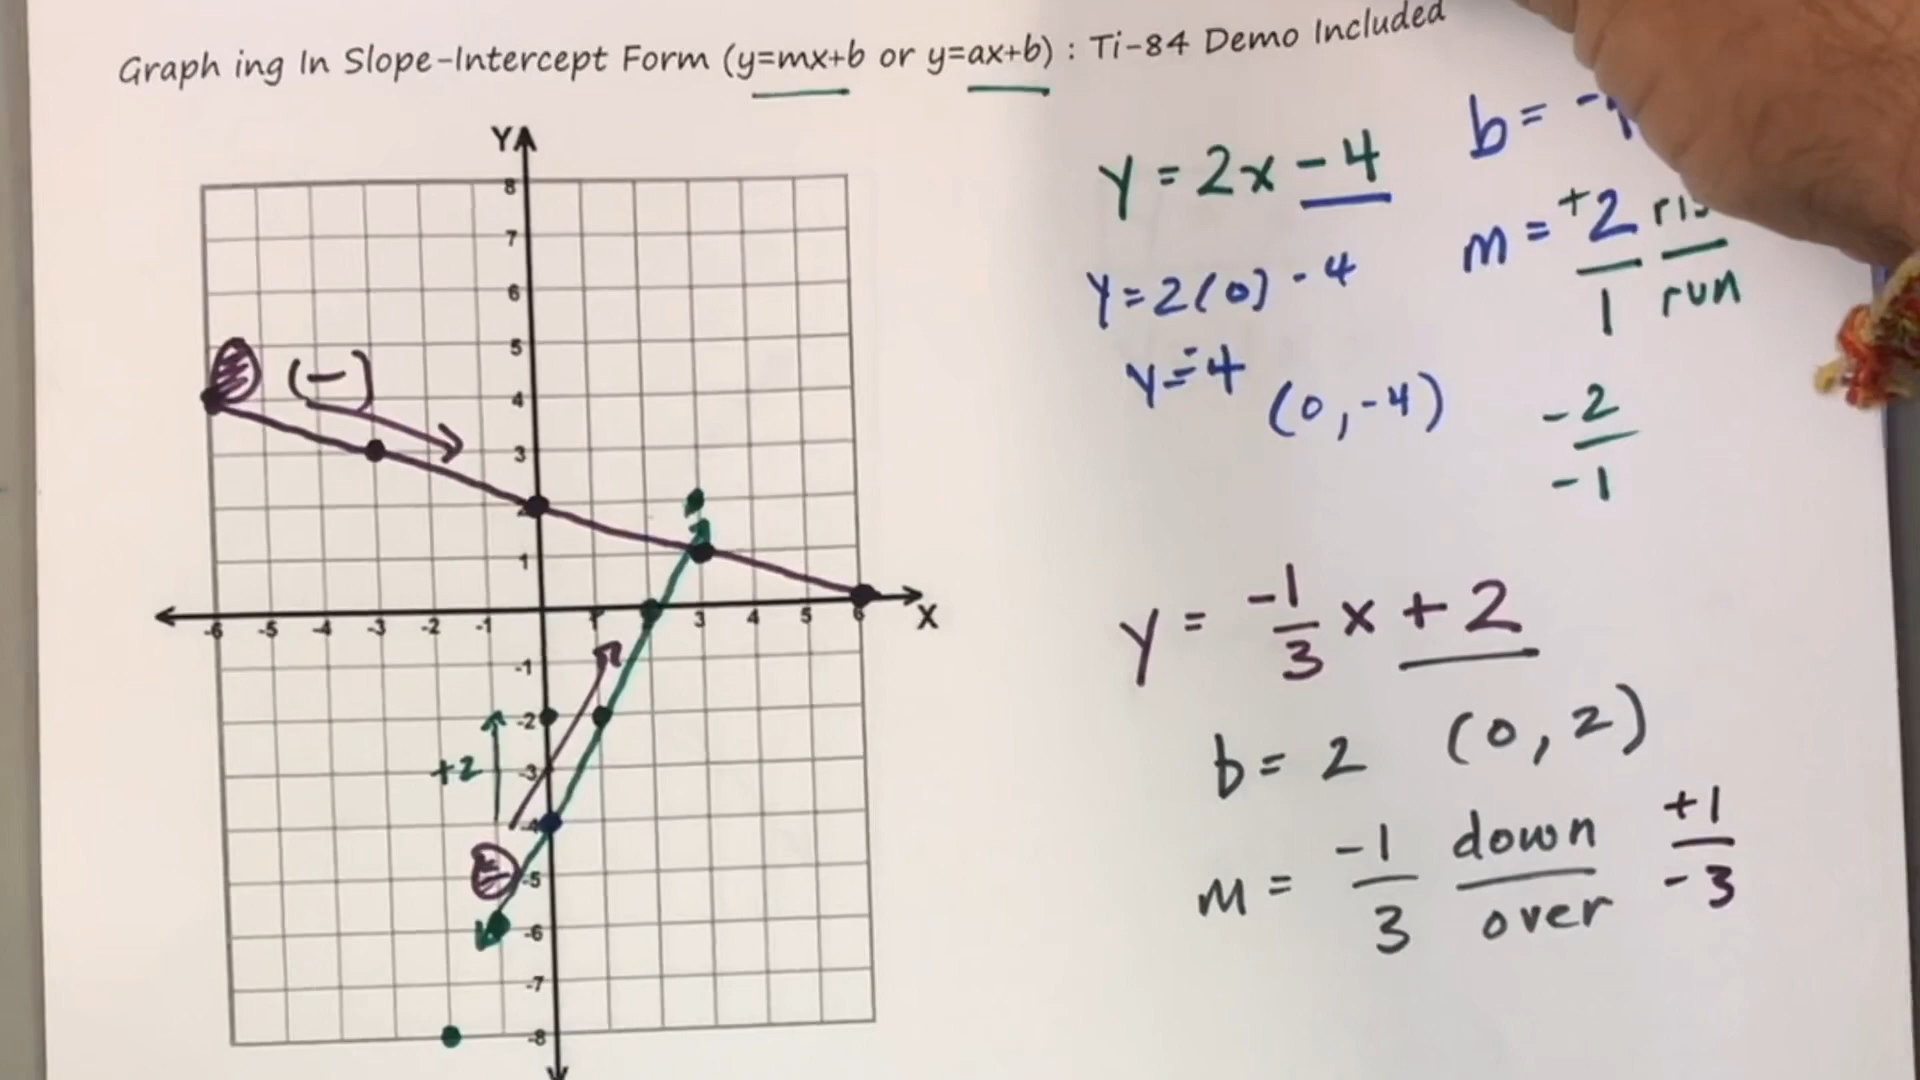 Graph ing In Slope-Intercept Form (y=mx+b or y=ax+b) : Ti-84 Demo Included
Y
8
7
6
5
4
3
2
1
-6 -5 -4 -3 -2 -1 3 4 5 6 X
-1
-2
-3
-4
-5
-6
-7
-8
(-)
+2
y = 2x - 4
y = 2(0) - 4
y = -4
(0, -4)
b = -
m = +2
1
run
-2
-1
y = -1/3 x + 2
b = 2 (0, 2)
m = -1/3 down/over +1/-3